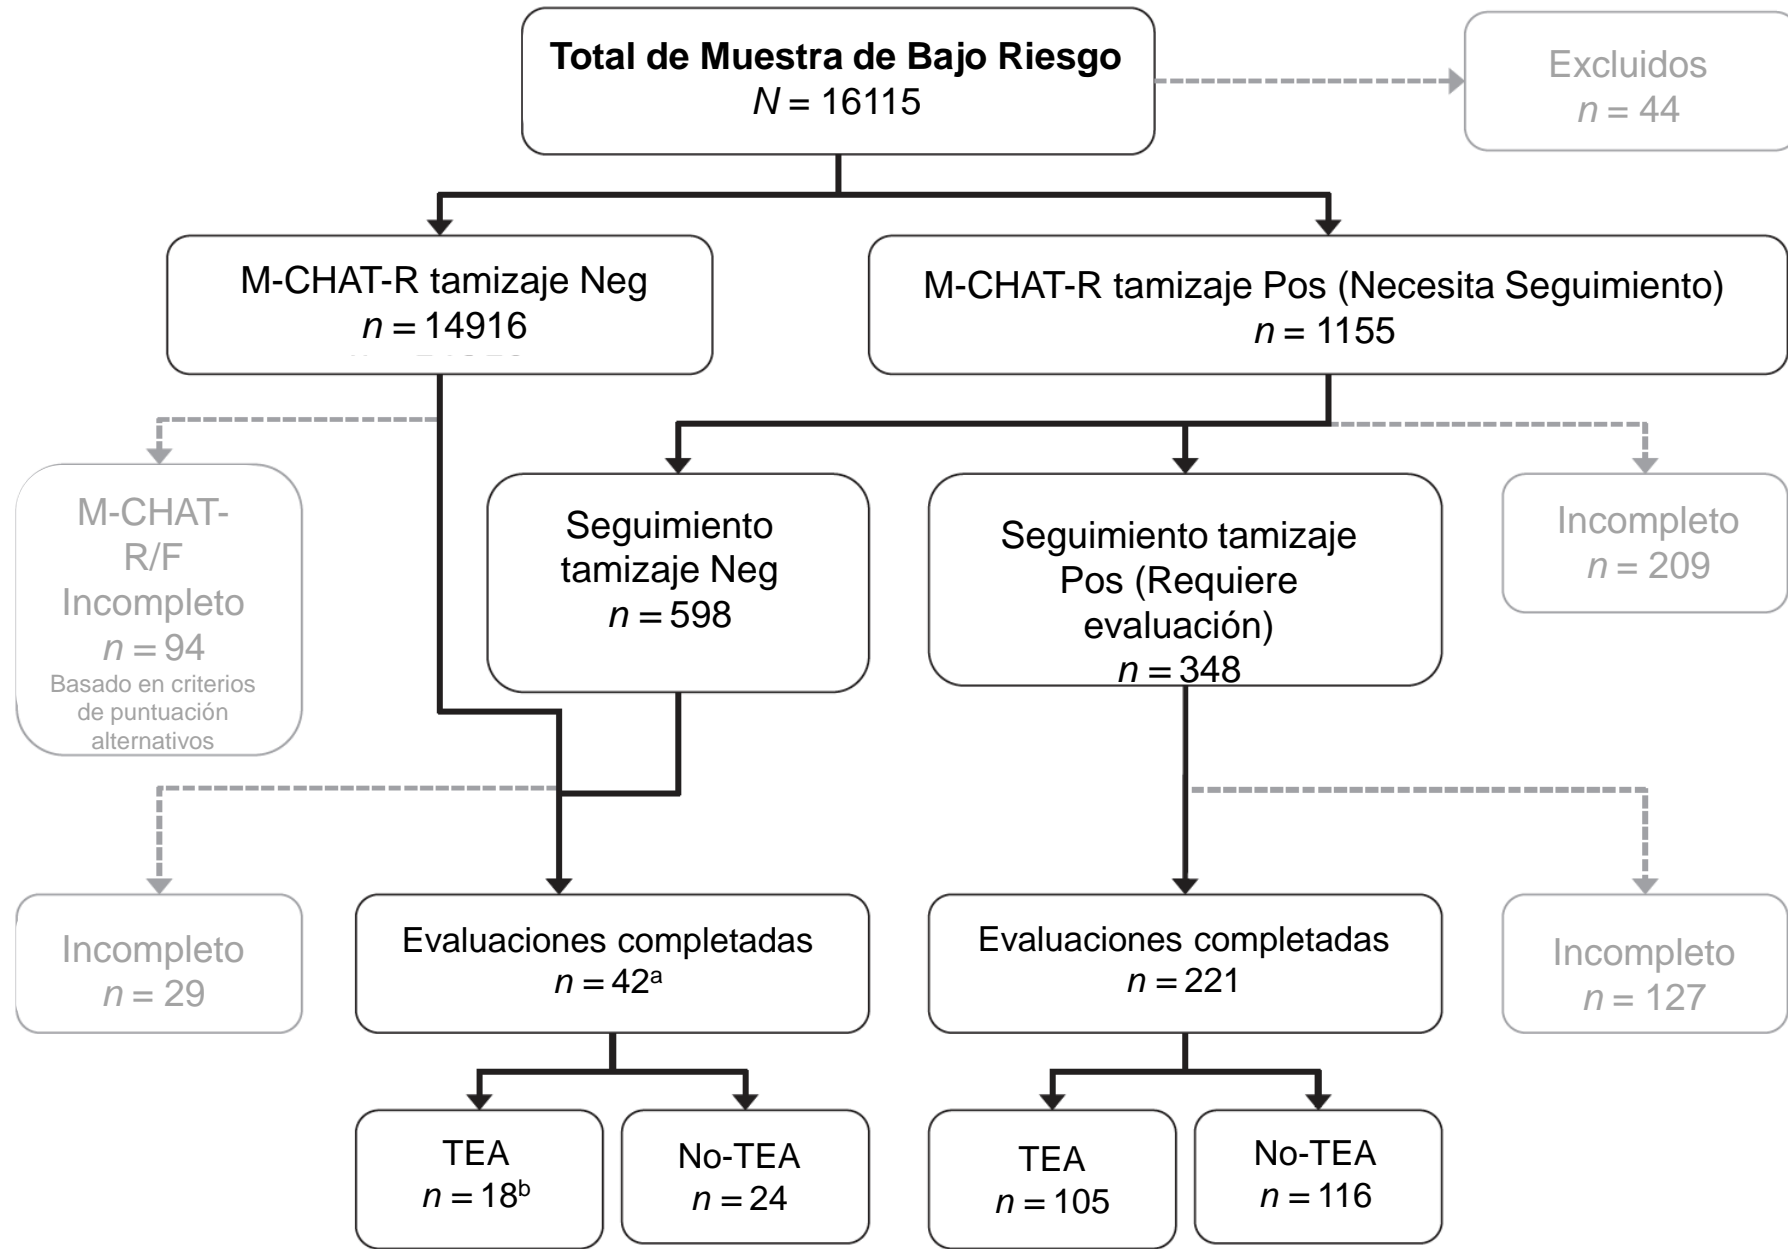 Total de Muestra de Bajo Riesgo
N = 16115
Excluidos
n = 44
M-CHAT-R tamizaje Neg
n = 14916
M-CHAT-R tamizaje Pos (Necesita Seguimiento)
n = 1155
M-CHAT-
R/F
Incompleto
n = 94
Basado en criterios
de puntuación
alternativos
Seguimiento
tamizaje Neg
n = 598
Seguimiento tamizaje
Pos (Requiere
evaluación)
n = 348
Incompleto
n = 209
Incompleto
n = 29
Evaluaciones completadas
n = 42ᵃ
Evaluaciones completadas
n = 221
Incompleto
n = 127
TEA
n = 18ᵇ
No-TEA
n = 24
TEA
n = 105
No-TEA
n = 116